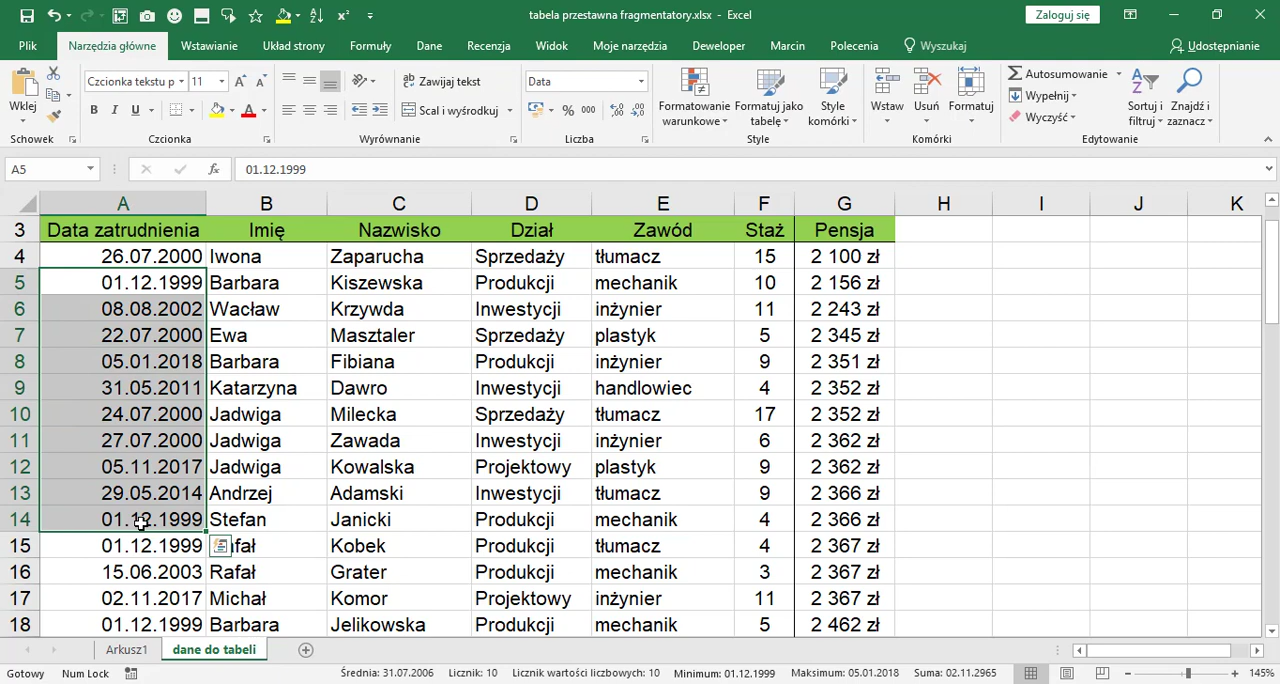 tabela przestawna fragmentatory.xlsx - Excel
Zaloguj się
Plik Narzędzia główne Wstawianie Układ strony Formuły Dane Recenzja Widok Moje narzędzia Deweloper Marcin Polecenia Wyszukaj Udostępnianie
Wklej
Schowek
Czcionka tekstu p 11
B I U
Czcionka
Zawijaj tekst
Scal i wyśrodkuj
Wyrównanie
Data
% 000
Liczba
Formatowanie warunkowe
Formatuj jako tabelę
Style komórki
Style
Wstaw Usuń Formatuj
Komórki
Autosumowanie
Wypełnij
Wyczyść
Sortuj i filtruj
Znajdź i zaznacz
Edytowanie
A5 fx 01.12.1999
A B C D E F G H I J K
3 Data zatrudnienia Imię Nazwisko Dział Zawód Staż Pensja
4 26.07.2000 Iwona Zaparucha Sprzedaży tłumacz 15 2 100 zł
5 01.12.1999 Barbara Kiszewska Produkcji mechanik 10 2 156 zł
6 08.08.2002 Wacław Krzywda Inwestycji inżynier 11 2 243 zł
7 22.07.2000 Ewa Masztaler Sprzedaży plastyk 5 2 345 zł
8 05.01.2018 Barbara Fibiana Produkcji inżynier 9 2 351 zł
9 31.05.2011 Katarzyna Dawro Inwestycji handlowiec 4 2 352 zł
10 24.07.2000 Jadwiga Milecka Sprzedaży tłumacz 17 2 352 zł
11 27.07.2000 Jadwiga Zawada Inwestycji inżynier 6 2 362 zł
12 05.11.2017 Jadwiga Kowalska Projektowy plastyk 9 2 362 zł
13 29.05.2014 Andrzej Adamski Inwestycji tłumacz 9 2 366 zł
14 01.12.1999 Stefan Janicki Produkcji mechanik 4 2 366 zł
15 01.12.1999 Kobek Produkcji tłumacz 4 2 367 zł
16 15.06.2003 Rafał Grater Produkcji mechanik 3 2 367 zł
17 02.11.2017 Michał Komor Projektowy inżynier 11 2 367 zł
18 01.12.1999 Barbara Jelikowska Produkcji mechanik 5 2 462 zł
Arkusz1 dane do tabeli
Gotowy Num Lock Średnia: 31.07.2006 Licznik: 10 Licznik wartości liczbowych: 10 Minimum: 01.12.1999 Maksimum: 05.01.2018 Suma: 02.11.2965 145%